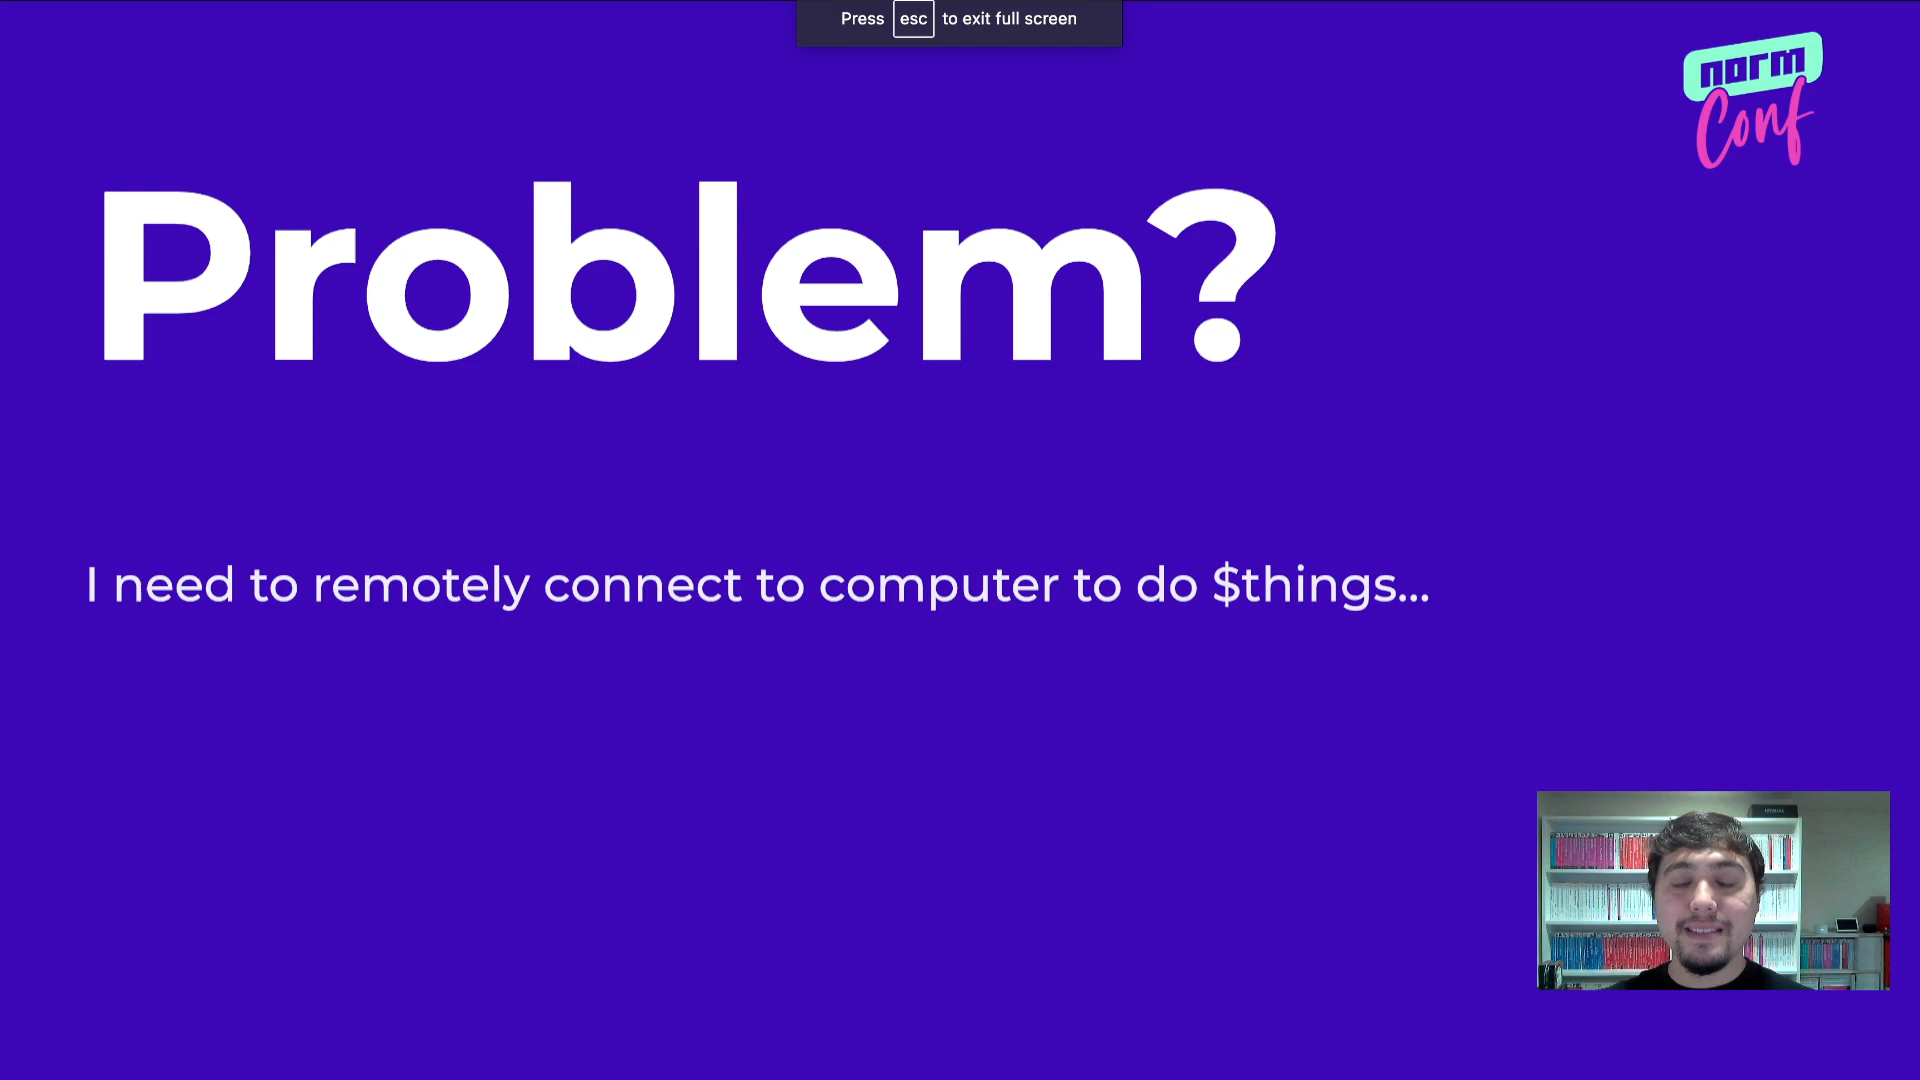 Press esc to exit full screen
norm
Conf
Problem?
I need to remotely connect to computer to do $things...